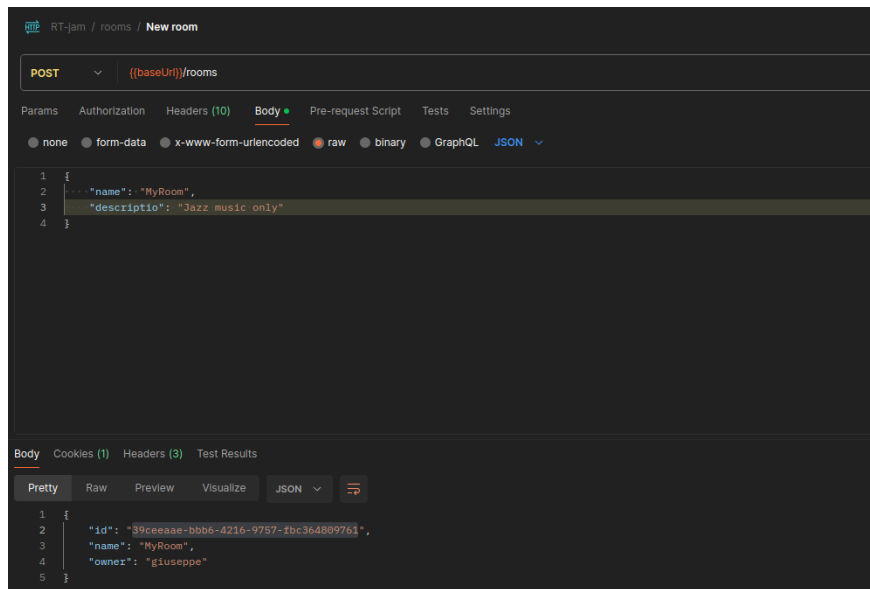 HTTP RT-jam / rooms / New room
POST {{baseUrl}}/rooms
Params Authorization Headers (10) Body Pre-request Script Tests Settings
none form-data x-www-form-urlencoded raw binary GraphQL JSON
1 {
2 ····"name":·"MyRoom",
3 ····"descriptio":·"Jazz·music·only"
4 }
Body Cookies (1) Headers (3) Test Results
Pretty Raw Preview Visualize JSON
1 {
2 "id": "39ceeaae-bbb6-4216-9757-fbc364809761",
3 "name": "MyRoom",
4 "owner": "giuseppe"
5 }